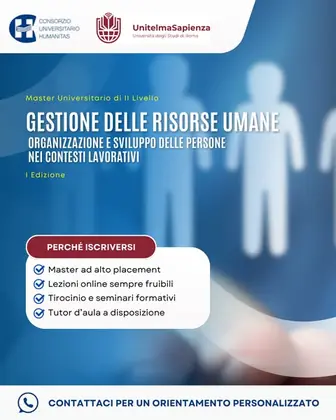 CONSORZIO
UNIVERSITARIO
HUMANITAS
UnitelmaSapienza
Università degli Studi di Roma
Master Universitario di II Livello
GESTIONE DELLE RISORSE UMANE
ORGANIZZAZIONE E SVILUPPO DELLE PERSONE
NEI CONTESTI LAVORATIVI
I Edizione
PERCHÉ ISCRIVERSI
Master ad alto placement
Lezioni online sempre fruibili
Tirocinio e seminari formativi
Tutor d'aula a disposizione
CONTATTACI PER UN ORIENTAMENTO PERSONALIZZATO